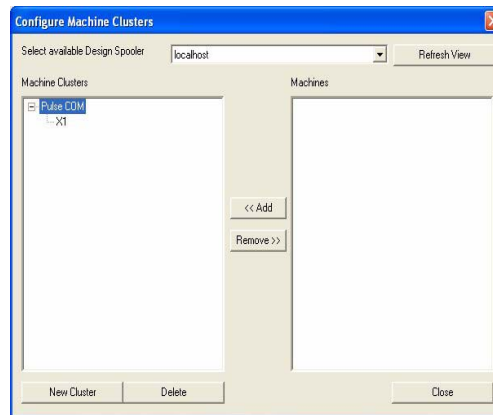 Configure Machine Clusters
Select available Design Spooler
localhost
Refresh View
Machine Clusters
Machines
Pulse COM
X1
<< Add
Remove >>
New Cluster
Delete
Close